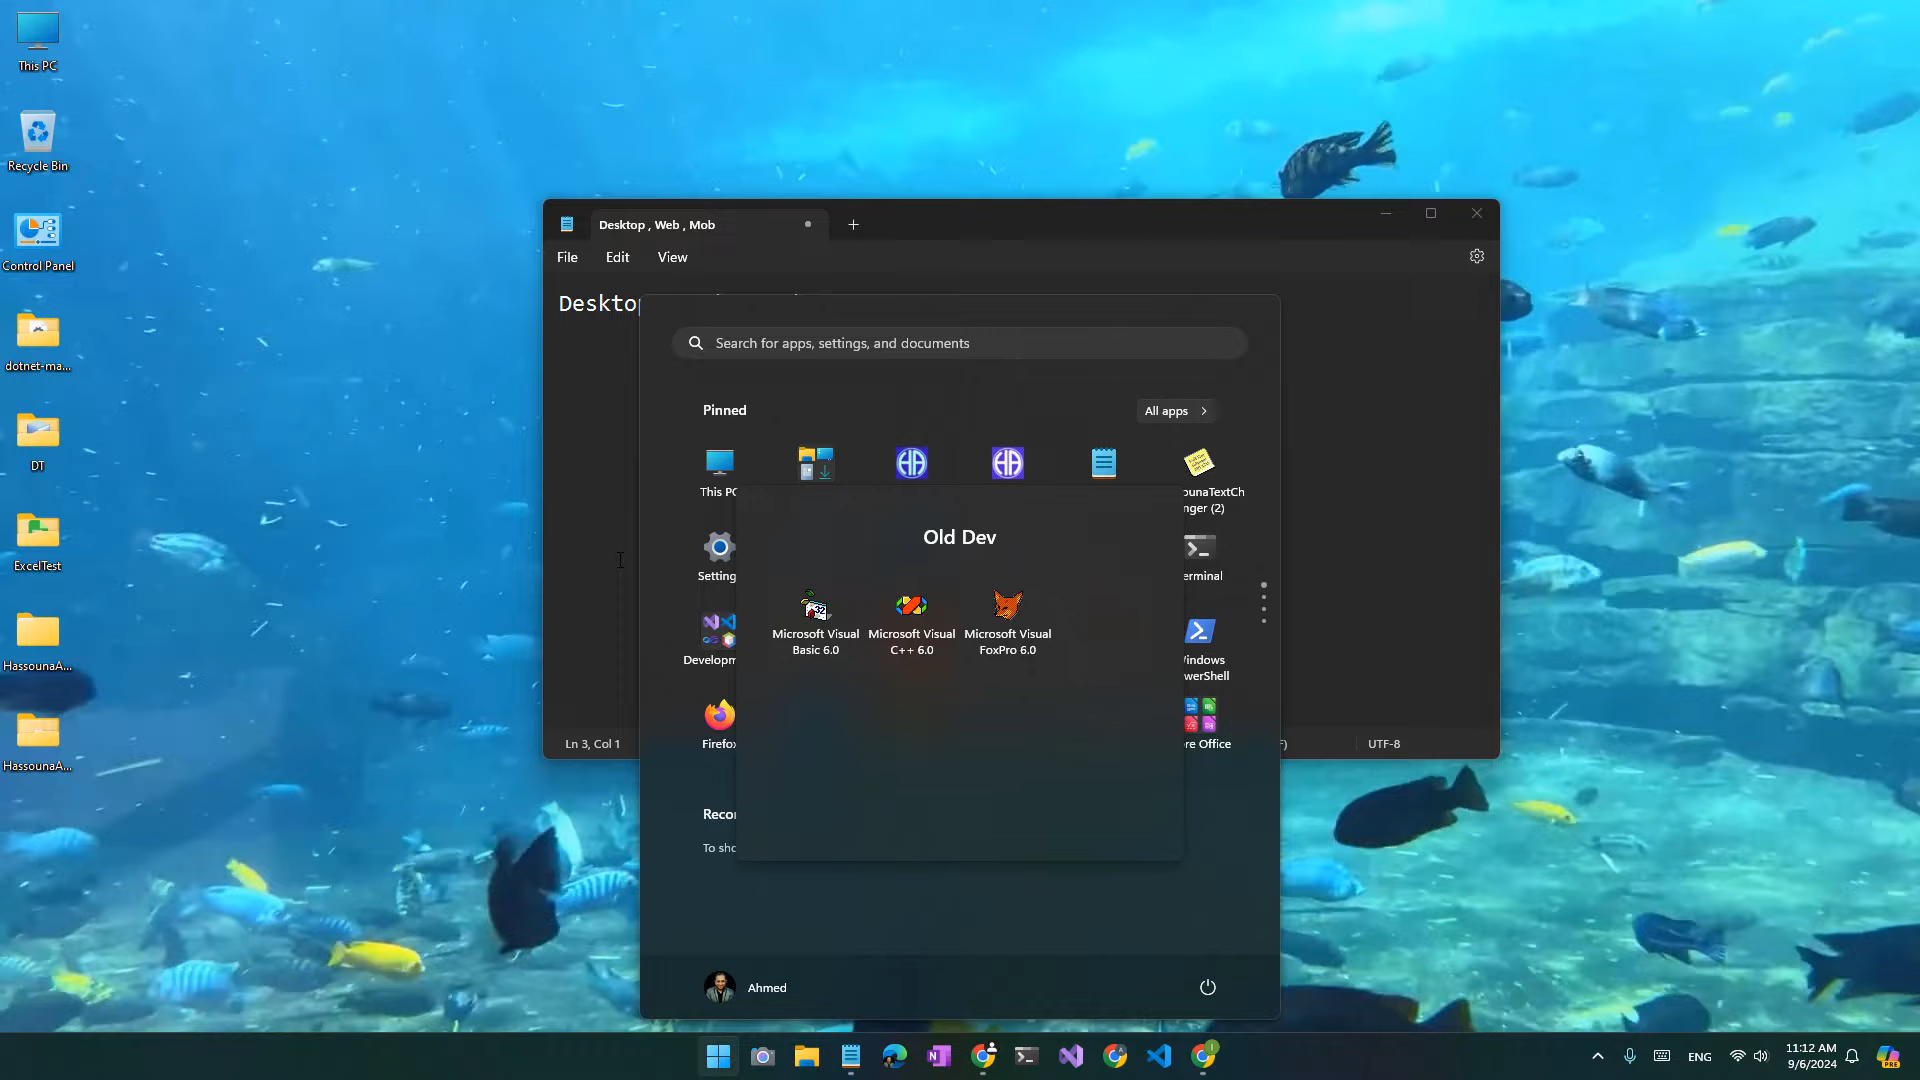 This PC
Recycle Bin
Control Panel
dotnet-ma...
DT
ExcelTest
HassounaA...
HassounaA...
Desktop , Web , Mob
File
Edit
View
Search for apps, settings, and documents
Pinned
All apps
This PC
ounaTextCh
nger (2)
Old Dev
Setting
erminal
Microsoft Visual
Basic 6.0
Microsoft Visual
C++ 6.0
Microsoft Visual
FoxPro 6.0
Developm
Windows
werShell
Firefox
re Office
Ln 3, Col 1
UTF-8
To sho
Ahmed
ENG
11:12 AM
9/6/2024